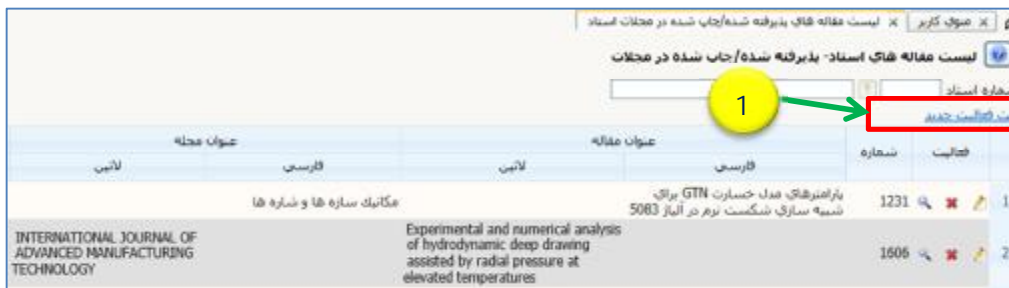 منوی کاربر
لیست مقاله های پذیرفته شده/چاپ شده در مجلات استاد
لیست مقاله های استاد- پذیرفته شده/چاپ شده در مجلات
استاد
1
فعالیت جدید
فعالیت شماره عنوان مقاله عنوان مجله
فارسی لاتین فارسی لاتین
1 1231 پارامترهای مدل خسارت GTN برای مکانیك سازه ها و شاره ها
شبیه سازی شکست نرم در آلیاژ 5083
2 1606
Experimental and numerical analysis
of hydrodynamic deep drawing
assisted by radial pressure at
elevated temperatures
INTERNATIONAL JOURNAL OF
ADVANCED MANUFACTURING
TECHNOLOGY